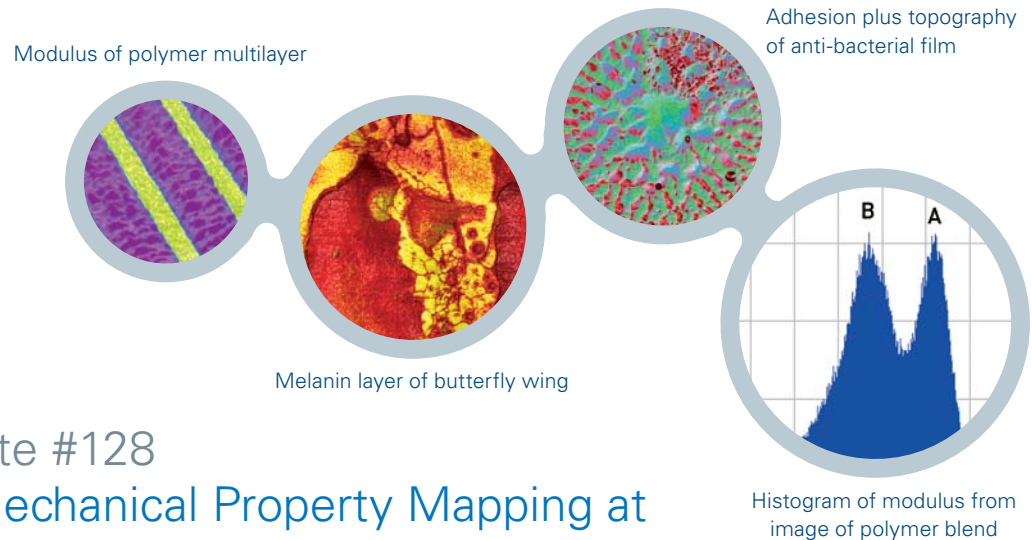 Adhesion plus topography
of anti-bacterial film
Modulus of polymer multilayer
B
A
Melanin layer of butterfly wing
te #128
echanical Property Mapping at
Histogram of modulus from
image of polymer blend